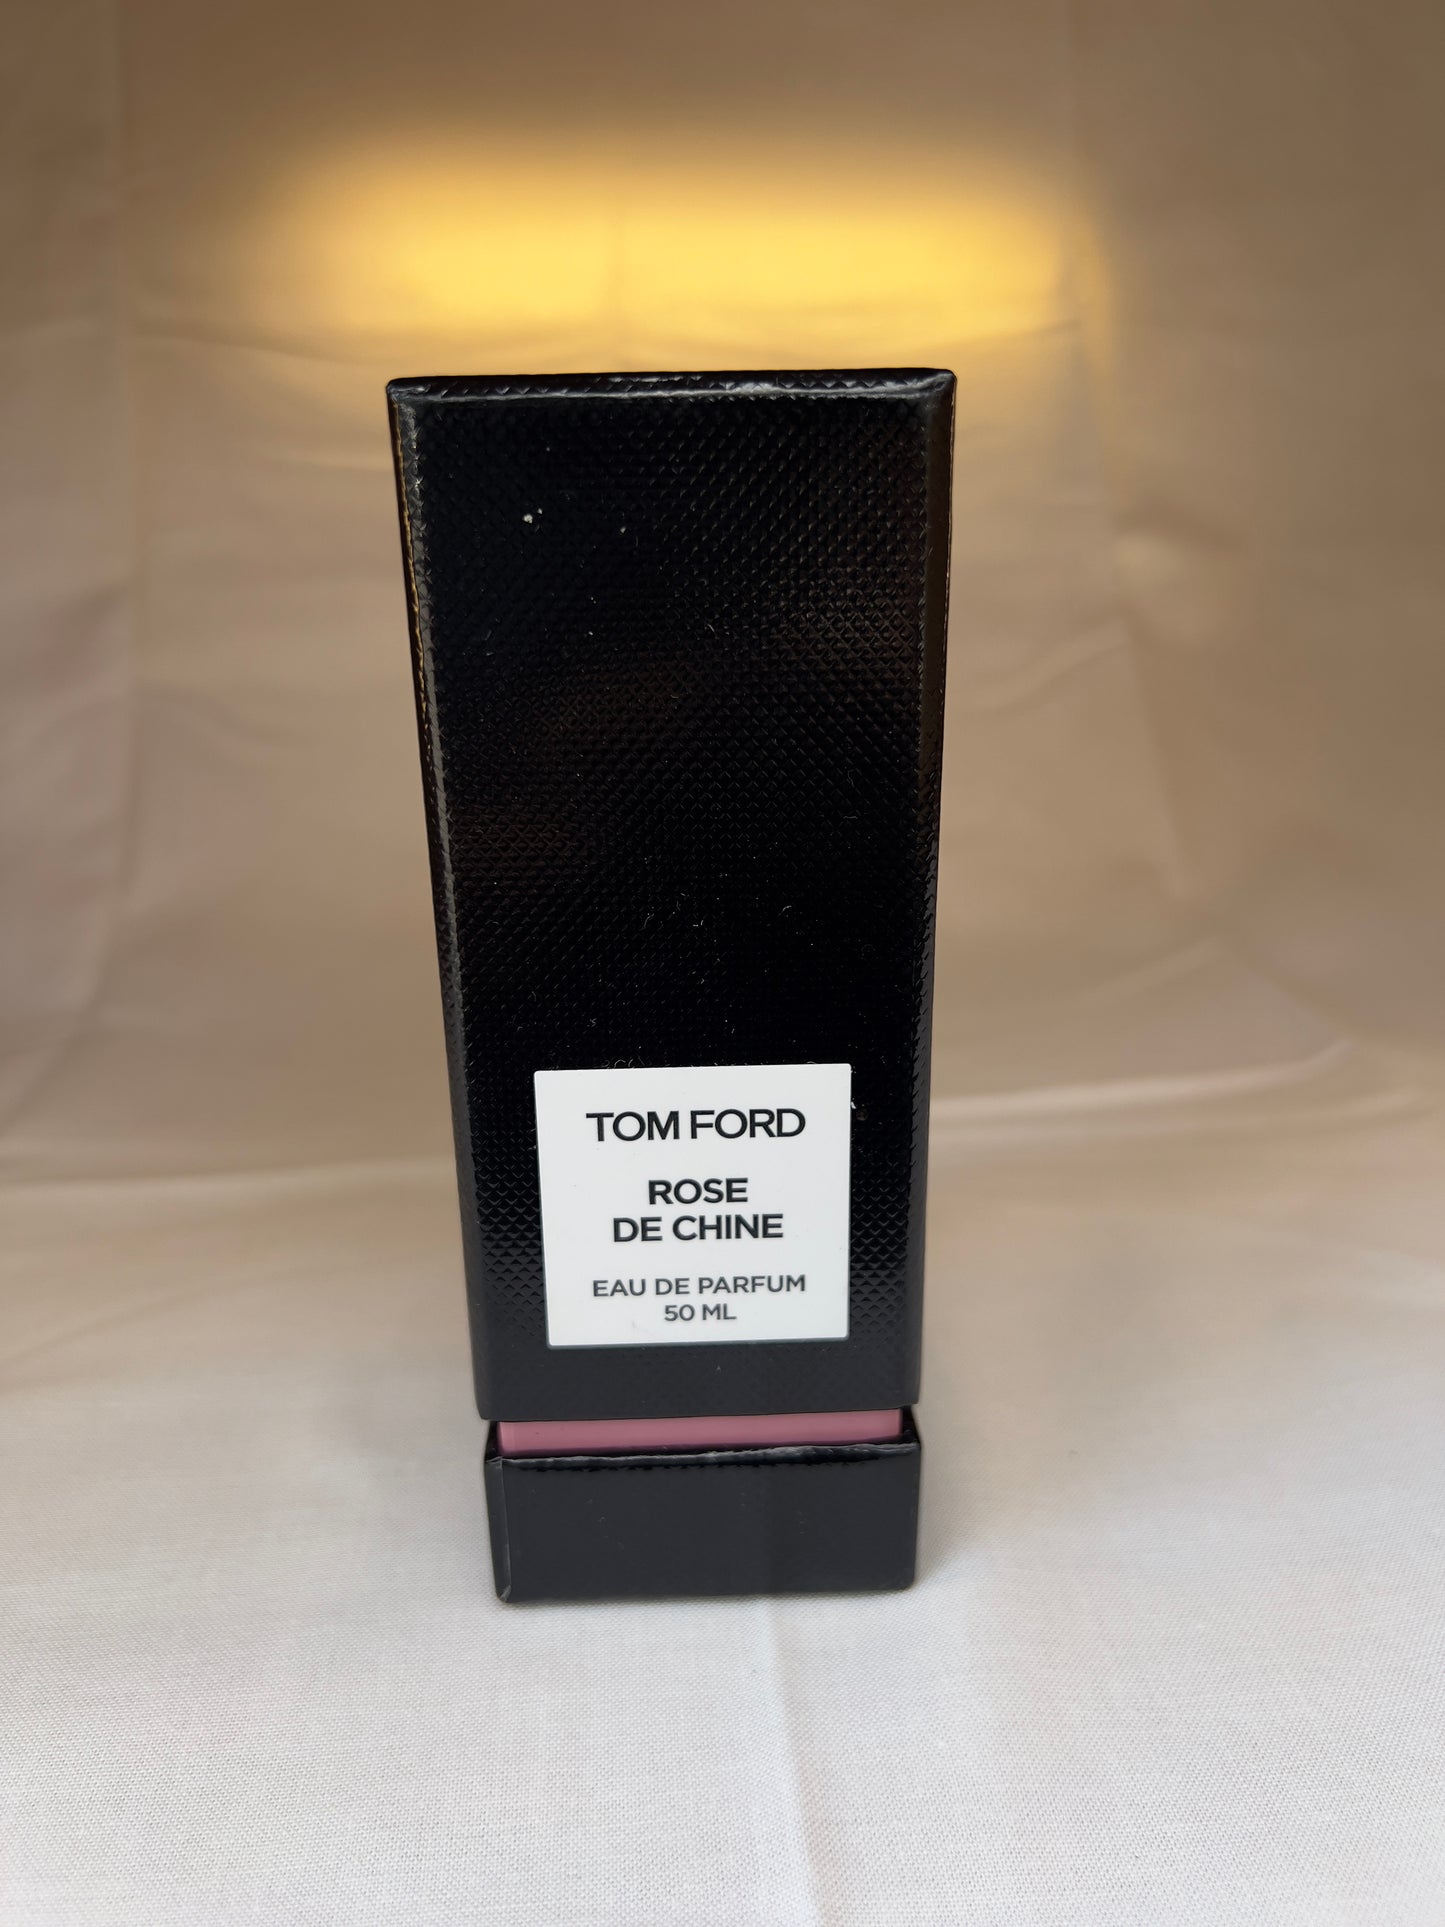 TOM FORD
ROSE
DE CHINE
EAU DE PARFUM
50 ML